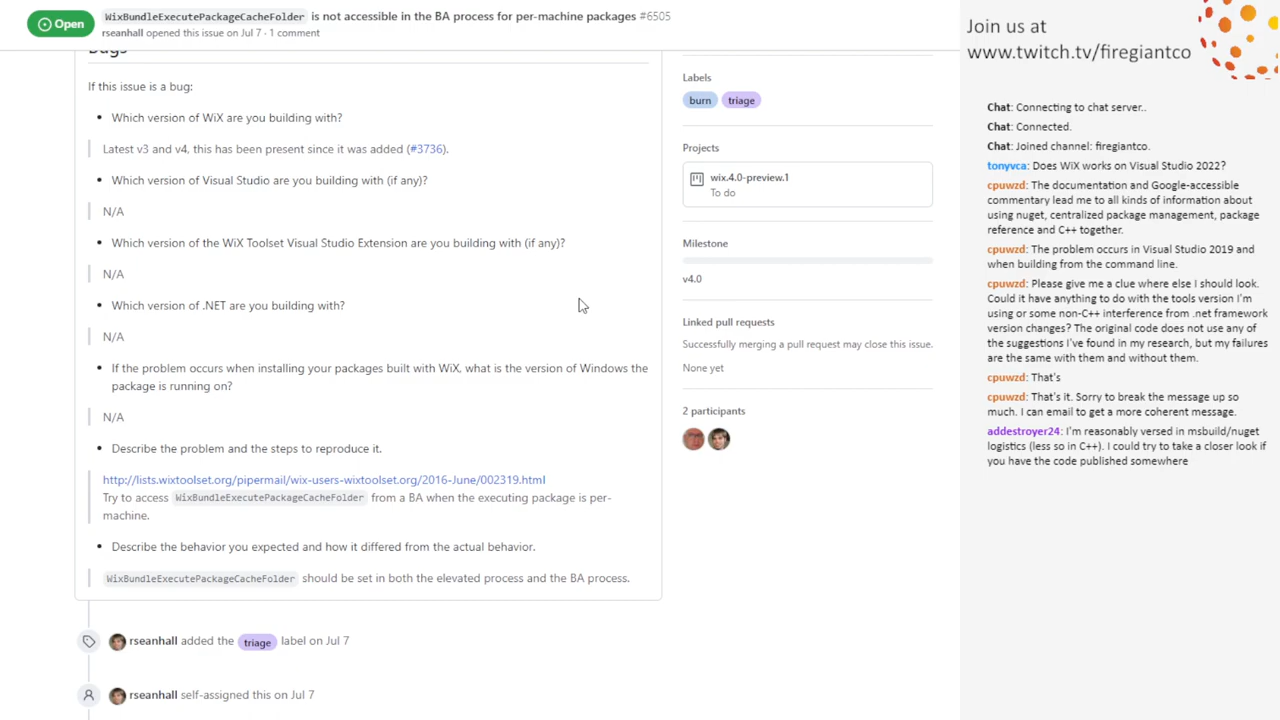 Open
WixBundleExecutePackageCacheFolder is not accessible in the BA process for per-machine packages #6505
rseanhall opened this issue on Jul 7 · 1 comment
Bugs
If this issue is a bug:
• Which version of WiX are you building with?
Latest v3 and v4, this has been present since it was added (#3736).
• Which version of Visual Studio are you building with (if any)?
N/A
• Which version of the WiX Toolset Visual Studio Extension are you building with (if any)?
N/A
• Which version of .NET are you building with?
N/A
• If the problem occurs when installing your packages built with WiX, what is the version of Windows the
package is running on?
N/A
• Describe the problem and the steps to reproduce it.
http://lists.wixtoolset.org/pipermail/wix-users-wixtoolset.org/2016-June/002319.html
Try to access WixBundleExecutePackageCacheFolder from a BA when the executing package is per-
machine.
• Describe the behavior you expected and how it differed from the actual behavior.
WixBundleExecutePackageCacheFolder should be set in both the elevated process and the BA process.
rseanhall added the triage label on Jul 7
rseanhall self-assigned this on Jul 7
Labels
burn triage
Projects
wix.4.0-preview.1
To do
Milestone
v4.0
Linked pull requests
Successfully merging a pull request may close this issue.
None yet
2 participants
Join us at
www.twitch.tv/firegiantco
Chat: Connecting to chat server..
Chat: Connected.
Chat: Joined channel: firegiantco.
tonyvca: Does WiX works on Visual Studio 2022?
cpuwzd: The documentation and Google-accessible
commentary lead me to all kinds of information about
using nuget, centralized package management, package
reference and C++ together.
cpuwzd: The problem occurs in Visual Studio 2019 and
when building from the command line.
cpuwzd: Please give me a clue where else I should look.
Could it have anything to do with the tools version I'm
using or some non-C++ interference from .net framework
version changes? The original code does not use any of
the suggestions I've found in my research, but my failures
are the same with them and without them.
cpuwzd: That's
cpuwzd: That's it. Sorry to break the message up so
much. I can email to get a more coherent message.
addestroyer24: I'm reasonably versed in msbuild/nuget
logistics (less so in C++). I could try to take a closer look if
you have the code published somewhere